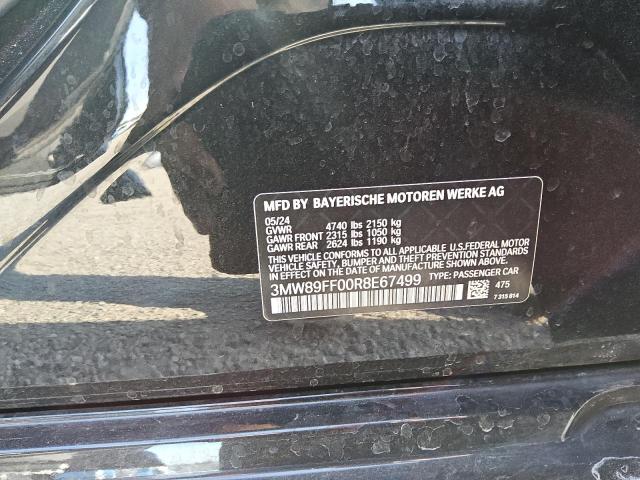 MFD BY BAYERISCHE MOTOREN WERKE AG
05/24
GVWR 4740 lbs 2150 kg
GAWR FRONT 2315 lbs 1050 kg
GAWR REAR 2624 lbs 1190 kg
THIS VEHICLE CONFORMS TO ALL APPLICABLE U.S.FEDERAL MOTOR
VEHICLE SAFETY, BUMPER, AND THEFT PREVENTION STANDARDS
IN EFFECT ON THE DATE OF MANUFACTURE SHOWN ABOVE.
3MW89FF00R8E67499 TYPE: PASSENGER CAR
475
7 315 814